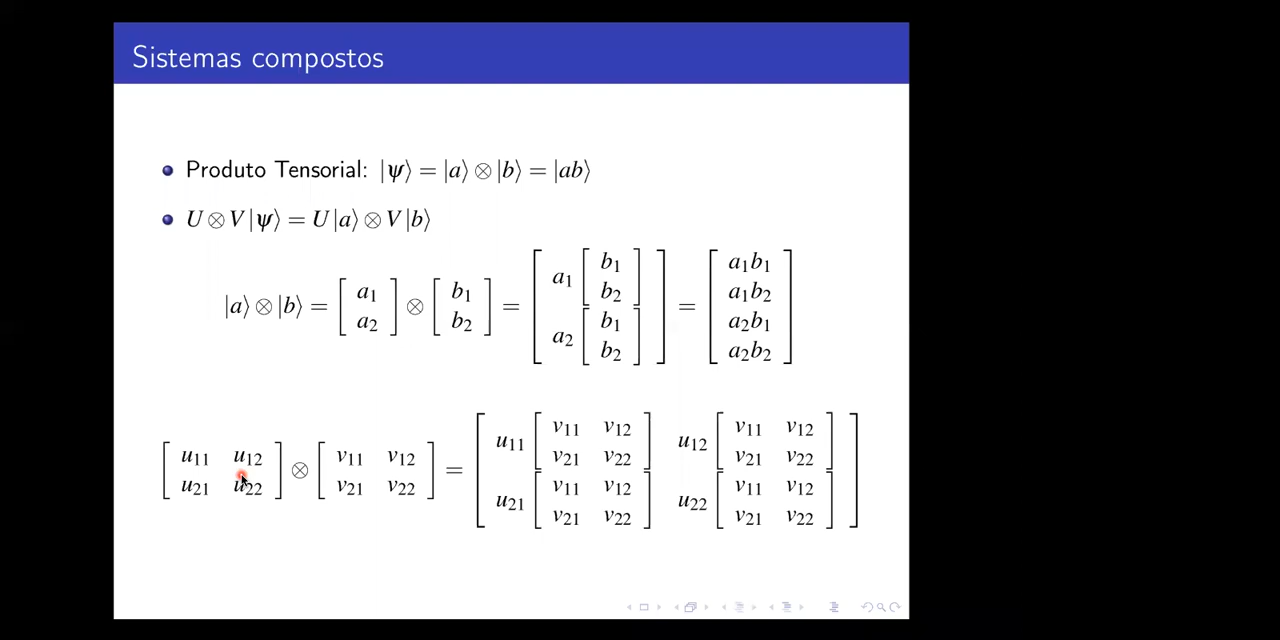 Sistemas compostos
Produto Tensorial: |ψ⟩ = |a⟩ ⊗ |b⟩ = |ab⟩
U ⊗ V |ψ⟩ = U |a⟩ ⊗ V |b⟩
|a⟩ ⊗ |b⟩ = [ a₁ ; a₂ ] ⊗ [ b₁ ; b₂ ] = [ a₁ [ b₁ ; b₂ ] ; a₂ [ b₁ ; b₂ ] ] = [ a₁b₁ ; a₁b₂ ; a₂b₁ ; a₂b₂ ]
[ u₁₁ u₁₂ ; u₂₁ u₂₂ ] ⊗ [ v₁₁ v₁₂ ; v₂₁ v₂₂ ] = [ u₁₁ [ v₁₁ v₁₂ ; v₂₁ v₂₂ ] u₁₂ [ v₁₁ v₁₂ ; v₂₁ v₂₂ ] ; u₂₁ [ v₁₁ v₁₂ ; v₂₁ v₂₂ ] u₂₂ [ v₁₁ v₁₂ ; v₂₁ v₂₂ ] ]